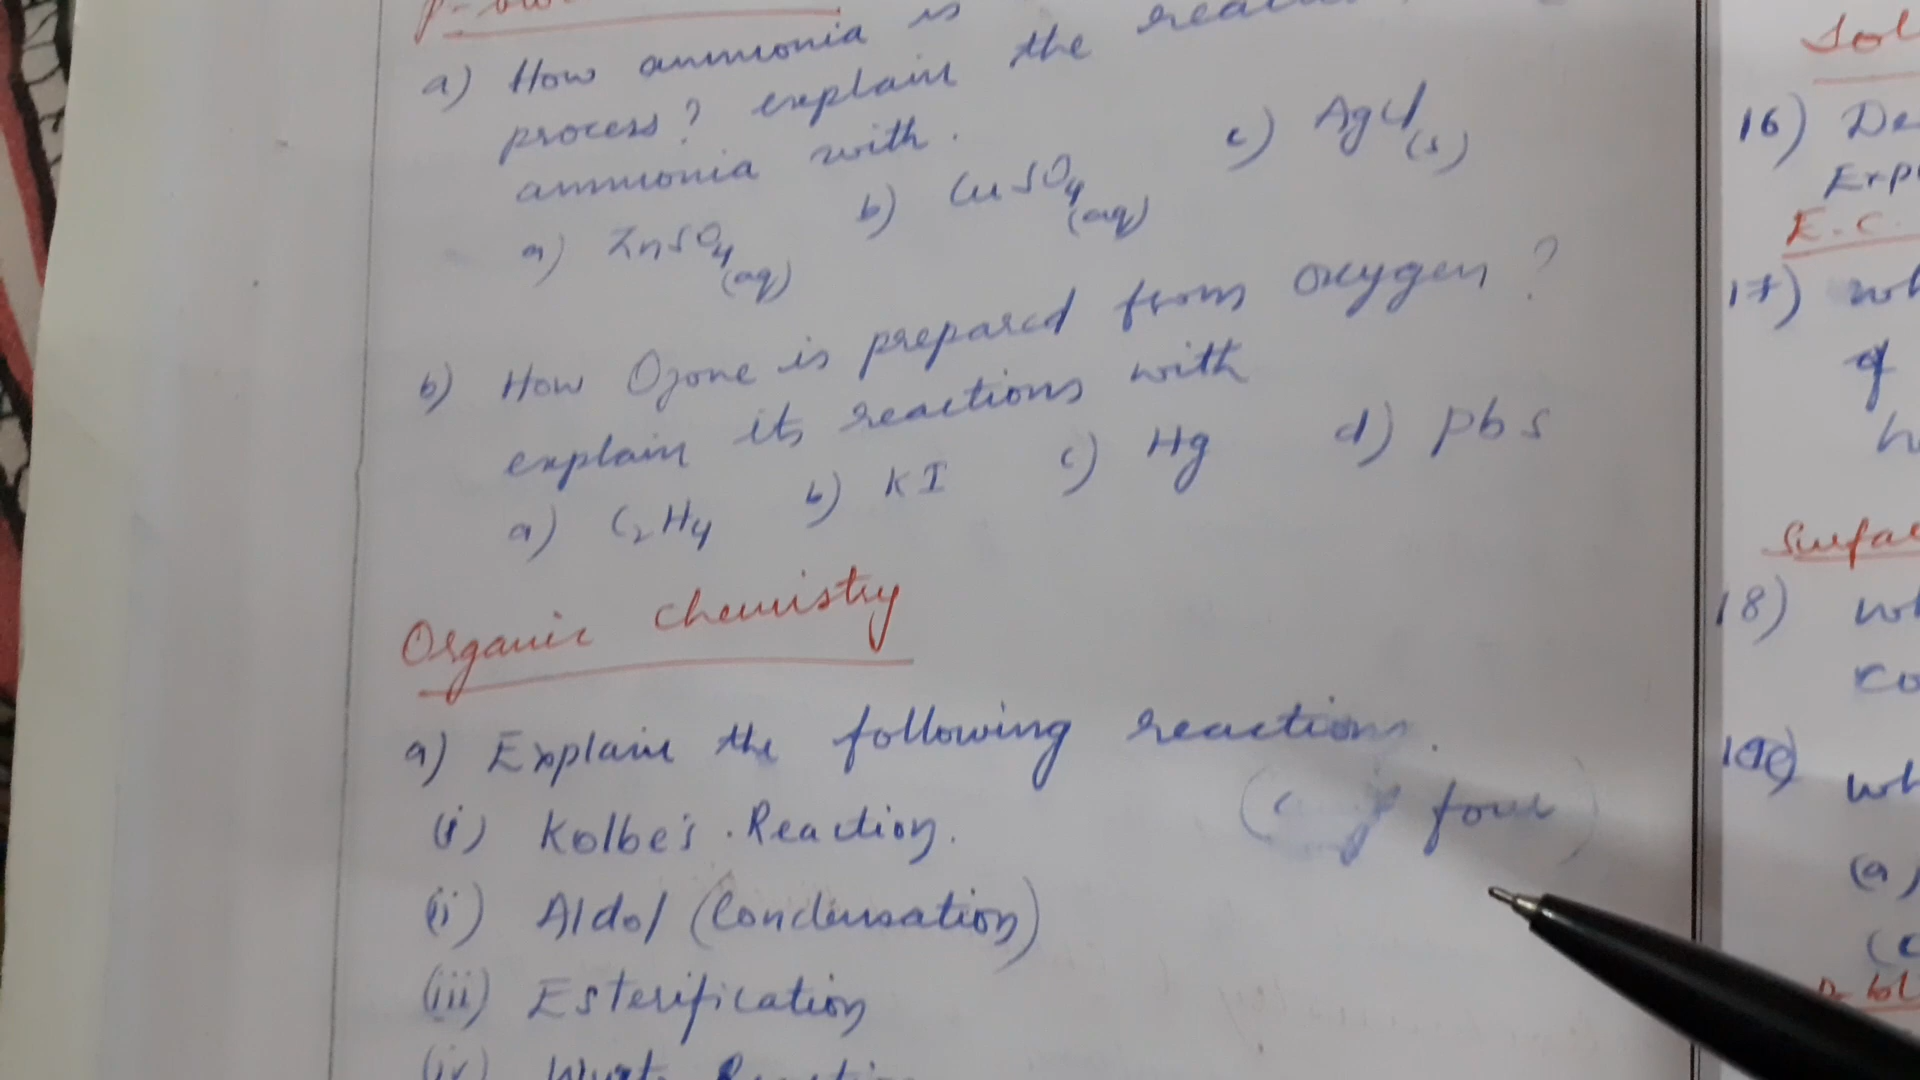 a) How ammonia is
process? explain the
ammonia with.
a) ZnSO4(aq) b) CuSO4(aq) c) AgCl(s)
b) How Ozone is prepared from oxygen?
explain its reactions with
a) C2H4 b) KI c) Hg d) pbs
Organic chemistry
a) Explain the following reactions.
(four)
(i) Kolbe's Reaction.
(ii) Aldol (Condensation)
(iii) Esterification
(iv)
16)
E.C.
17)
of
18)
19)
(a)